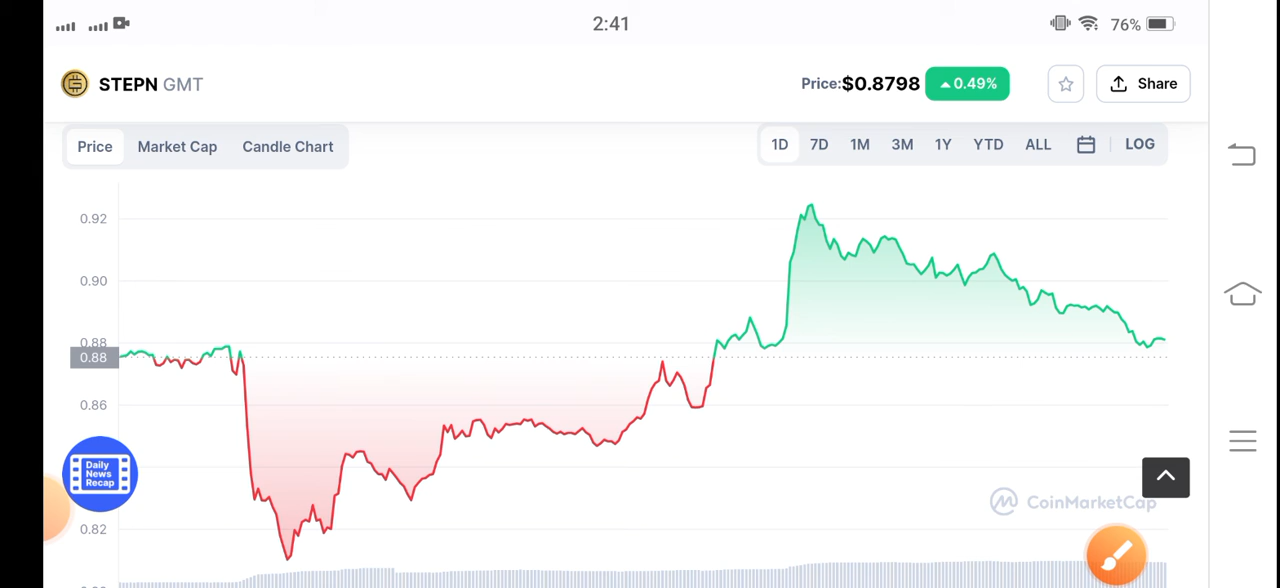 2:41
76%
STEPN GMT
Price:$0.8798
0.49%
Share
Price Market Cap Candle Chart
1D 7D 1M 3M 1Y YTD ALL LOG
0.92
0.90
0.88
0.88
0.86
Daily
News
Recap
CoinMarketCap
0.82